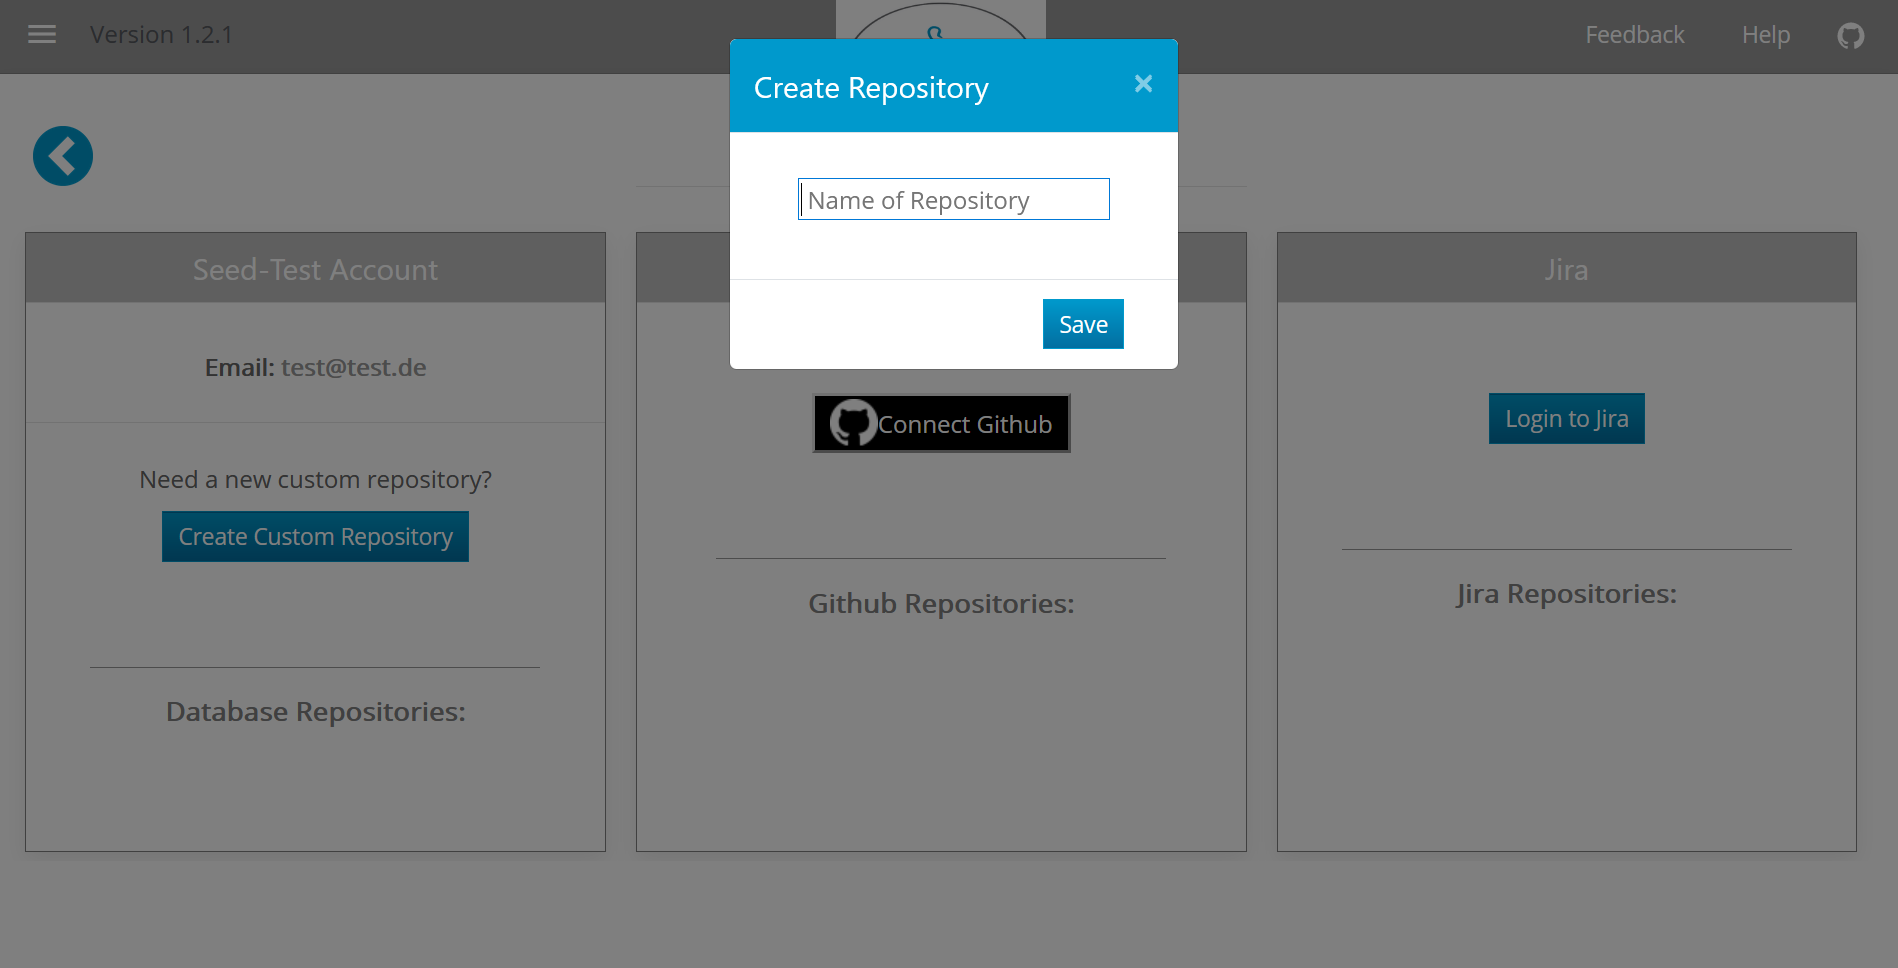 Version 1.2.1
Feedback
Help
Create Repository
×
Name of Repository
Save
Seed-Test Account
Email: test@test.de
Need a new custom repository?
Create Custom Repository
Database Repositories:
Connect Github
Github Repositories:
Jira
Login to Jira
Jira Repositories: